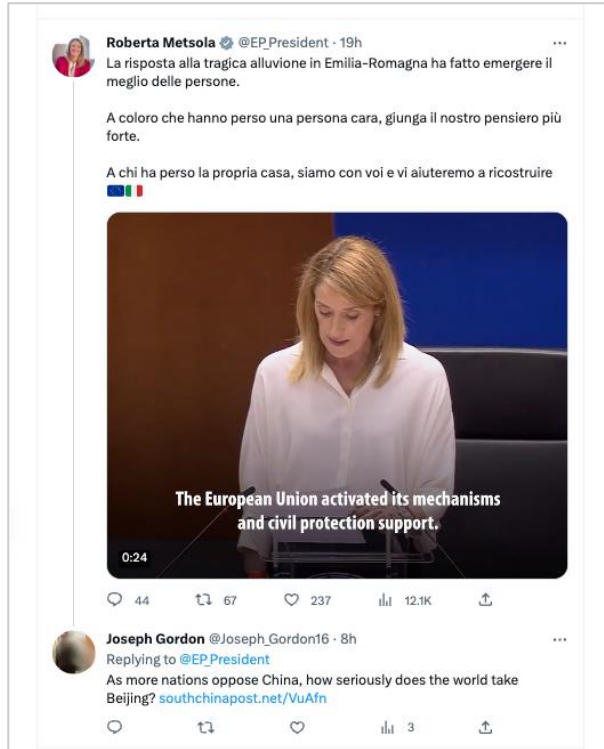 Roberta Metsola @EP_President · 19h
La risposta alla tragica alluvione in Emilia-Romagna ha fatto emergere il
meglio delle persone.
A coloro che hanno perso una persona cara, giunga il nostro pensiero più
forte.
A chi ha perso la propria casa, siamo con voi e vi aiuteremo a ricostruire
🇪🇺🇮🇹
The European Union activated its mechanisms
and civil protection support.
0:24
44 67 237 12.1K
Joseph Gordon @Joseph_Gordon16 · 8h
Replying to @EP_President
As more nations oppose China, how seriously does the world take
Beijing? southchinapost.net/VuAfn
3